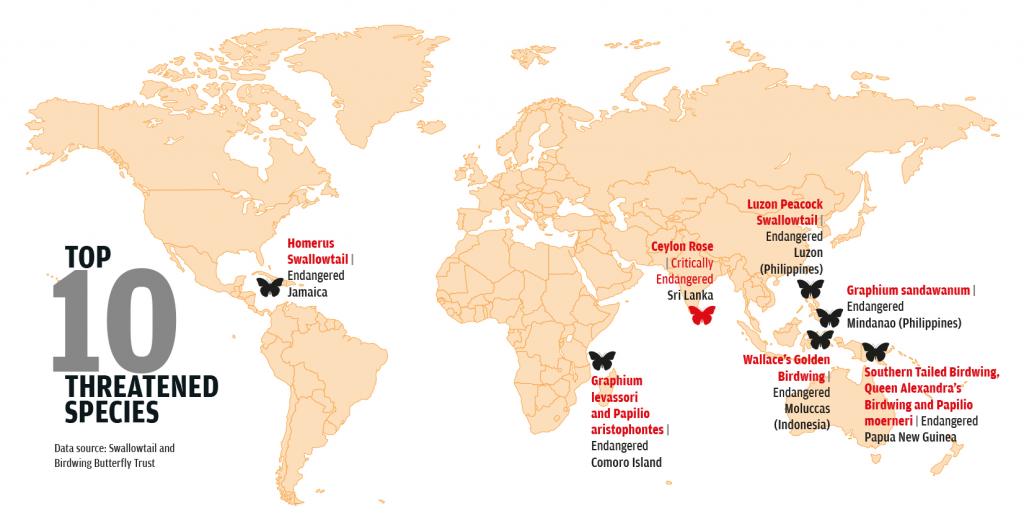 TOP
10
THREATENED
SPECIES
Data source: Swallowtail and
Birdwing Butterfly Trust
Homerus
Swallowtail |
Endangered
Jamaica
Graphium
levassori
and Papilio
aristophontes |
Endangered
Comoro Island
Ceylon Rose
| Critically
Endangered
Sri Lanka
Luzon Peacock
Swallowtail |
Endangered
Luzon
(Philippines)
Graphium sandawanum |
Endangered
Mindanao (Philippines)
Wallace's Golden
Birdwing |
Endangered
Moluccas
(Indonesia)
Southern Tailed Birdwing,
Queen Alexandra's
Birdwing and Papilio
moerneri | Endangered
Papua New Guinea